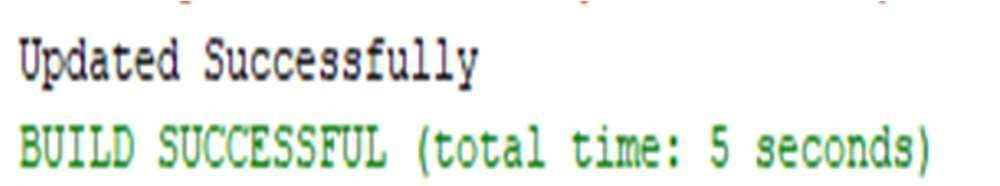 Updated Successfully
BUILD SUCCESSFUL (total time: 5 seconds)